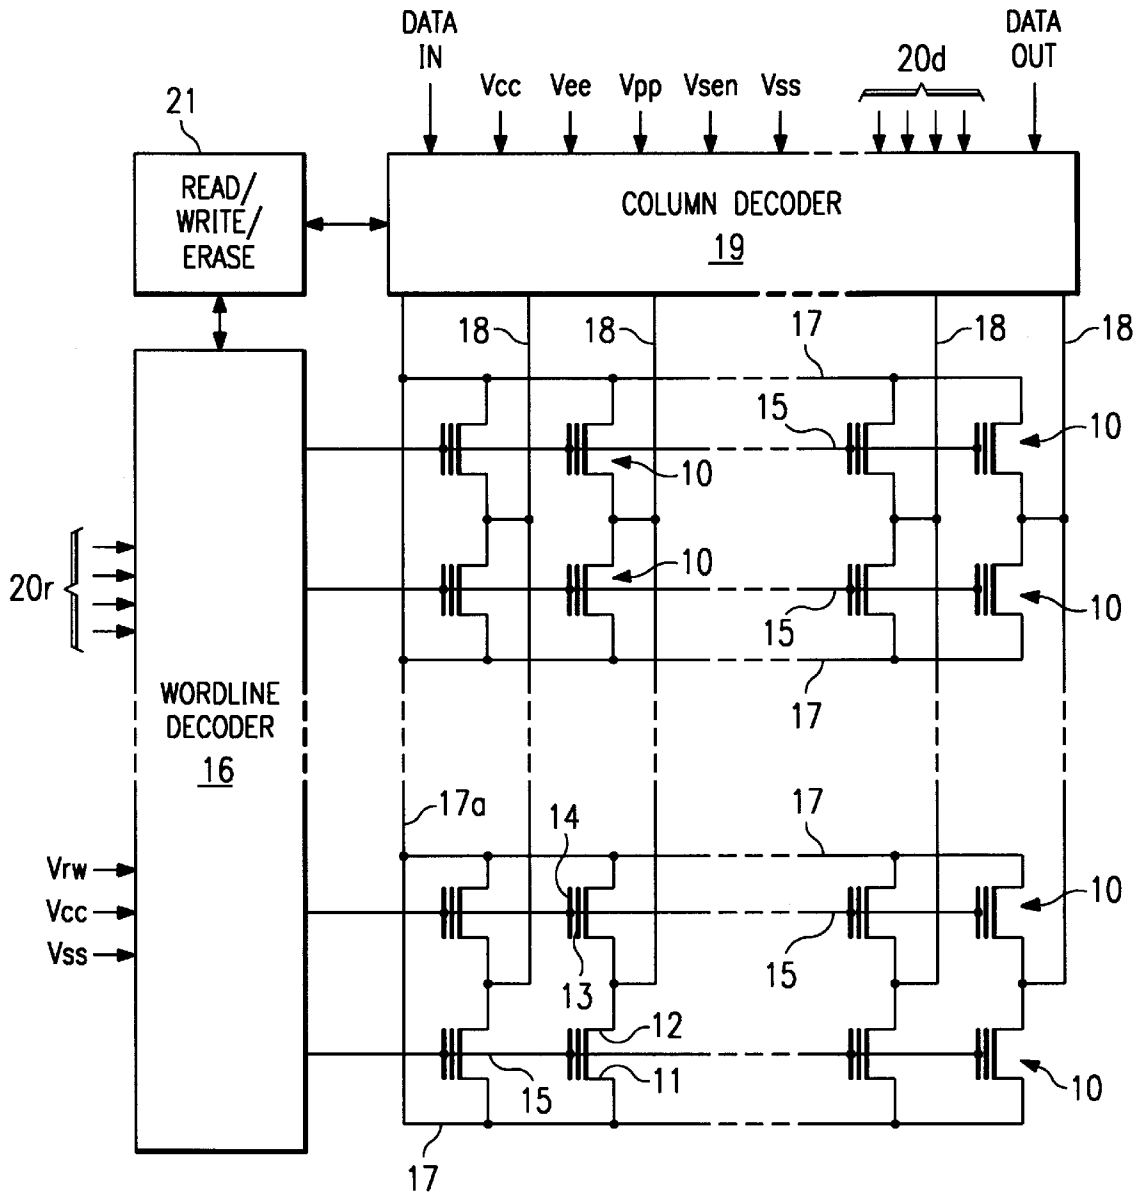 DATA
IN
Vcc
Vee
Vpp
Vsen
Vss
20d
DATA
OUT
21
READ/
WRITE/
ERASE
COLUMN DECODER
19
18
18
17
18
18
15
10
10
10
15
10
20r
17
WORDLINE
DECODER
16
17a
14
17
Vrw
Vcc
Vss
10
13
15
12
11
15
10
17